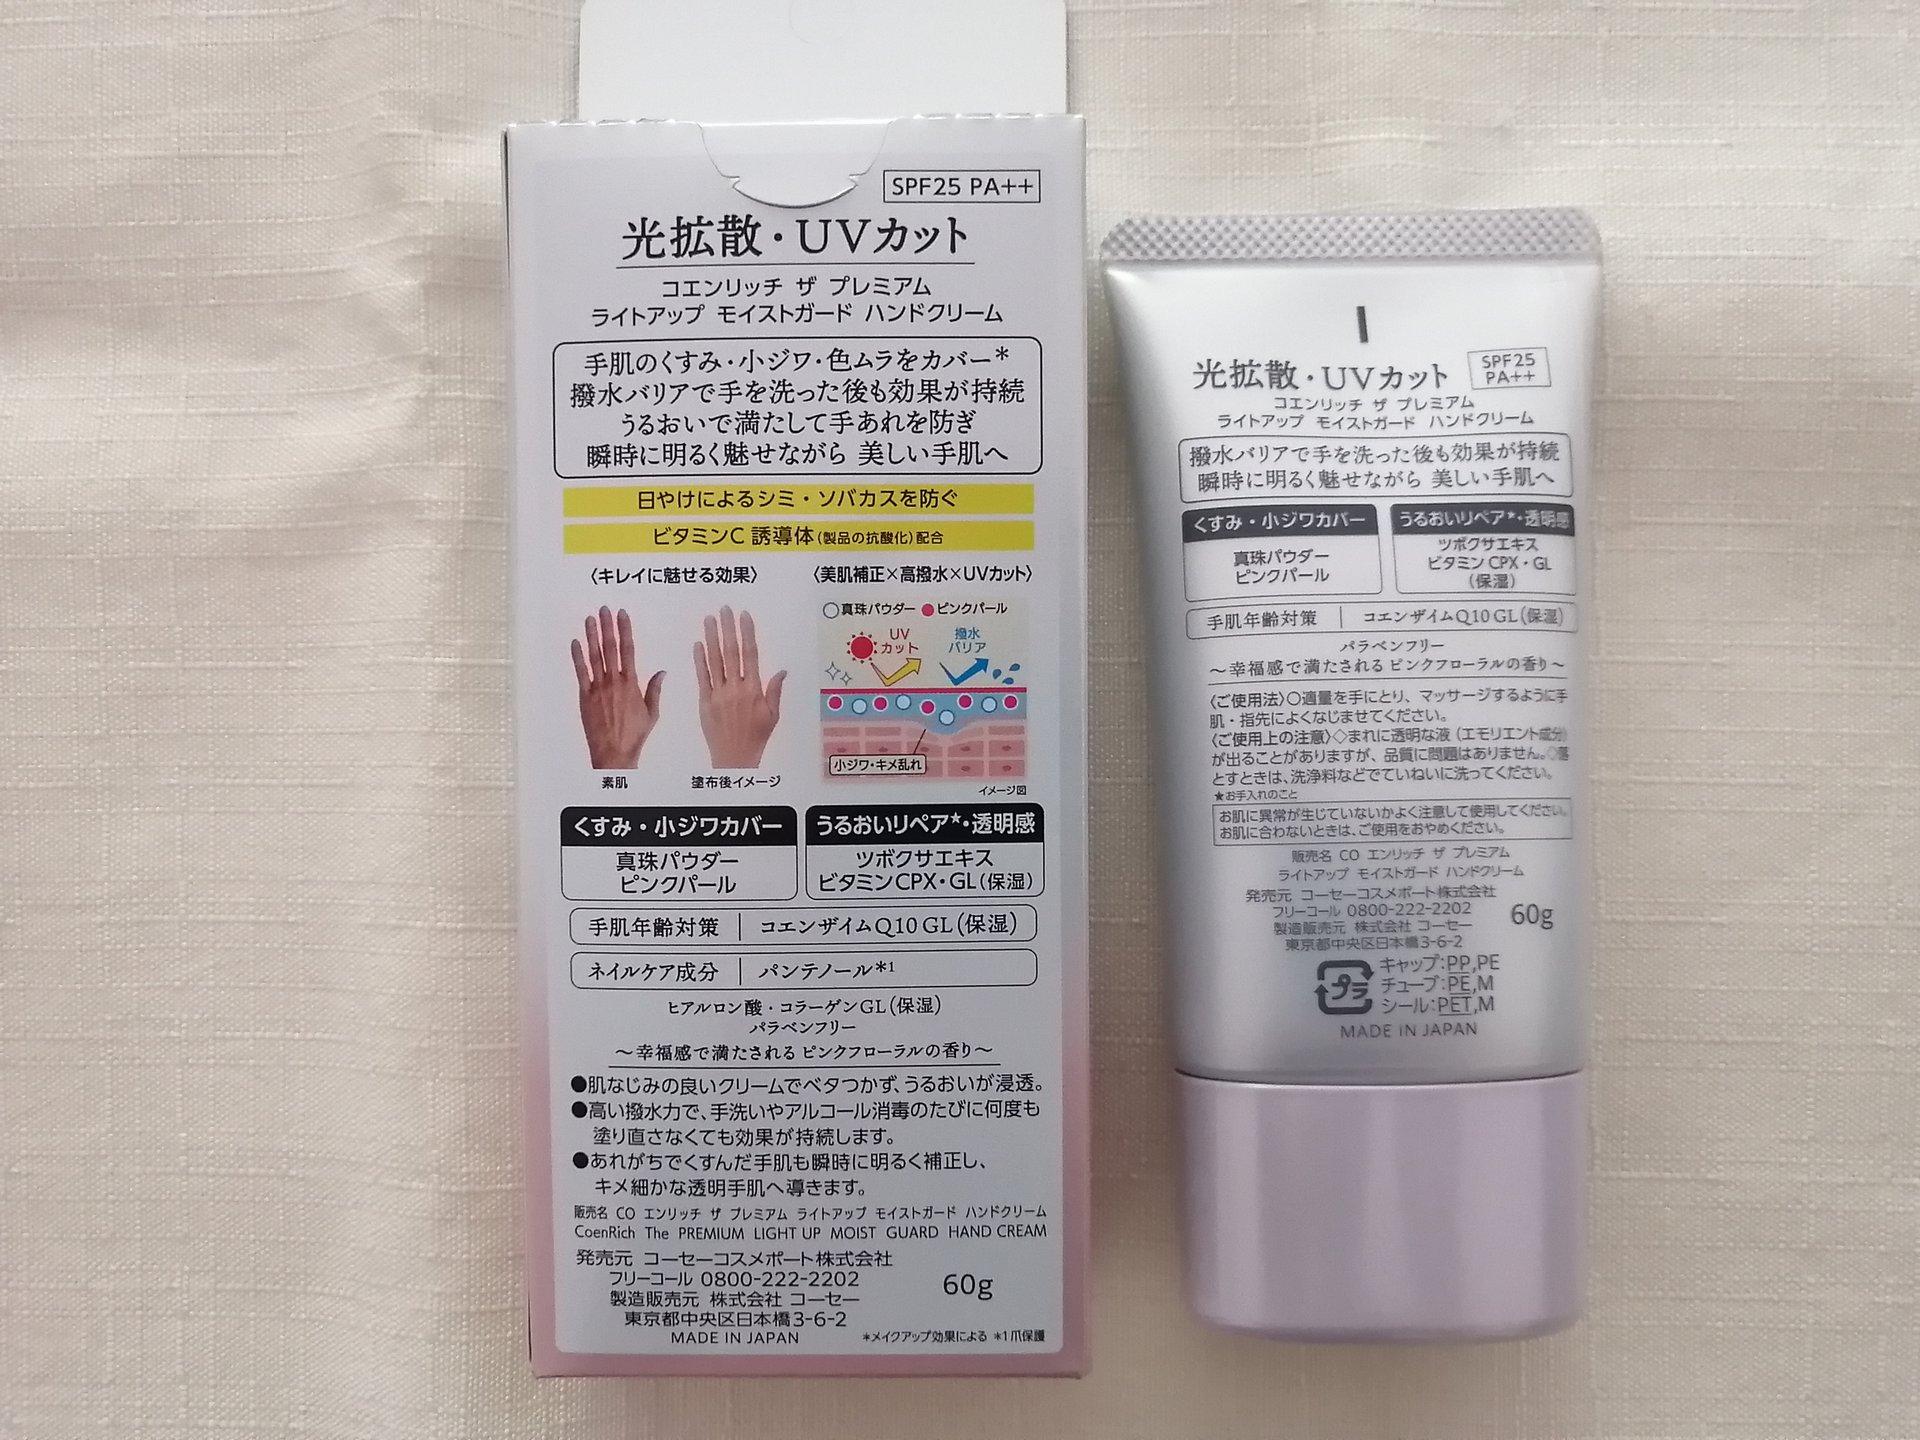 SPF25 PA++
光拡散・UVカット
コエンリッチ ザ プレミアム
ライトアップ モイストガード ハンドクリーム
手肌のくすみ・小ジワ・色ムラをカバー＊
撥水バリアで手を洗った後も効果が持続
うるおいで満たして手あれを防ぎ
瞬時に明るく魅せながら 美しい手肌へ
日やけによるシミ・ソバカスを防ぐ
ビタミンC 誘導体(製品の抗酸化)配合
〈キレイに魅せる効果〉
素肌
塗布後イメージ
〈美肌補正×高撥水×UVカット〉
○真珠パウダー ●ピンクパール
UV
カット
撥水
バリア
小ジワ・キメ乱れ
イメージ図
くすみ・小ジワカバー
真珠パウダー
ピンクパール
うるおいリペア★・透明感
ツボクサエキス
ビタミンCPX・GL(保湿)
手肌年齢対策 | コエンザイムQ10 GL(保湿)
ネイルケア成分 | パンテノール＊1
ヒアルロン酸・コラーゲンGL(保湿)
パラベンフリー
～幸福感で満たされる ピンクフローラルの香り～
●肌なじみの良いクリームでベタつかず、うるおいが浸透。
●高い撥水力で、手洗いやアルコール消毒のたびに何度も
塗り直さなくても効果が持続します。
●あれがちでくすんだ手肌も瞬時に明るく補正し、
キメ細かな透明手肌へ導きます。
販売名 CO エンリッチ ザ プレミアム ライトアップ モイストガード ハンドクリーム
CoenRich The PREMIUM LIGHT UP MOIST GUARD HAND CREAM
発売元 コーセーコスメポート株式会社
フリーコール 0800-222-2202
製造販売元 株式会社 コーセー
東京都中央区日本橋3-6-2
MADE IN JAPAN
60g
＊メイクアップ効果による ＊1 爪保護
光拡散・UVカット
SPF25
PA++
コエンリッチ ザ プレミアム
ライトアップ モイストガード ハンドクリーム
撥水バリアで手を洗った後も効果が持続
瞬時に明るく魅せながら 美しい手肌へ
くすみ・小ジワカバー
真珠パウダー
ピンクパール
うるおいリペア★・透明感
ツボクサエキス
ビタミン CPX・GL
(保湿)
手肌年齢対策 | コエンザイムQ10 GL(保湿)
パラベンフリー
～幸福感で満たされる ピンクフローラルの香り～
〈ご使用法〉○適量を手にとり、マッサージするように手
肌・指先によくなじませてください。
〈ご使用上の注意〉◇まれに透明な液(エモリエント成分)
が出ることがありますが、品質に問題はありません。◇落
とすときは、洗浄料などでていねいに洗ってください。
★お手入れのこと
お肌に異常が生じていないかよく注意して使用してください。
お肌に合わないときは、ご使用をおやめください。
販売名 CO エンリッチ ザ プレミアム
ライトアップ モイストガード ハンドクリーム
発売元 コーセーコスメポート株式会社
フリーコール 0800-222-2202
製造販売元 株式会社 コーセー
東京都中央区日本橋3-6-2
60g
プラ
キャップ:PP,PE
チューブ:PE,M
シール:PET,M
MADE IN JAPAN